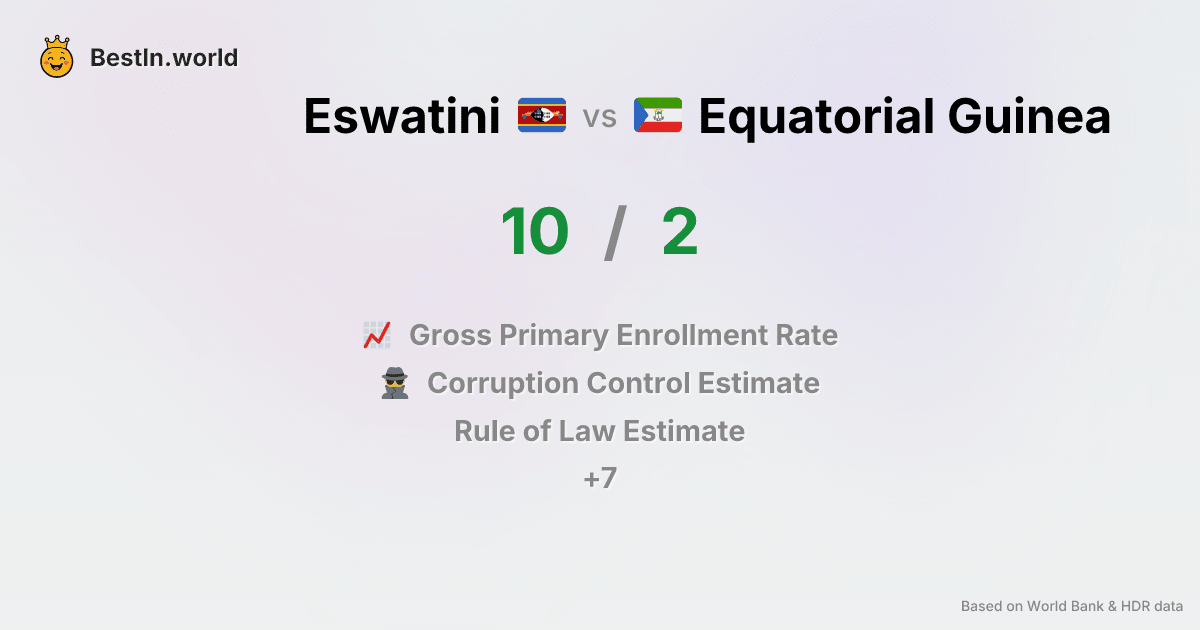 BestIn.world
Eswatini vs Equatorial Guinea
10 / 2
Gross Primary Enrollment Rate
Corruption Control Estimate
Rule of Law Estimate
+7
Based on World Bank & HDR data